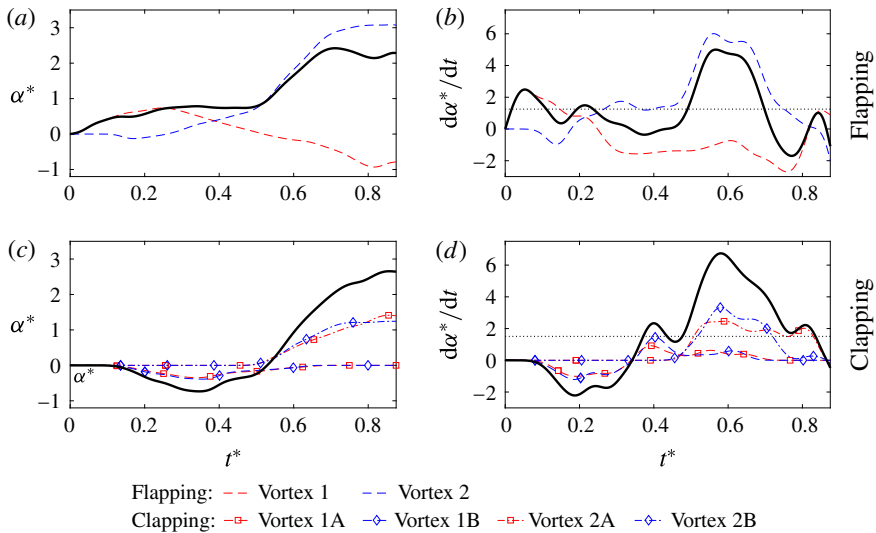 (a)
3
2
1
0
−1
α*
0
0.2
0.4
0.6
0.8
(b)
6
4
2
0
−2
dα*/dt
0
0.2
0.4
0.6
0.8
Flapping
(c)
3
2
1
0
−1
α*
α*
0
0.2
0.4
0.6
0.8
t*
(d)
6
4
2
0
−2
dα*/dt
0
0.2
0.4
0.6
0.8
t*
Clapping
Flapping: Vortex 1 Vortex 2
Clapping: Vortex 1A Vortex 1B Vortex 2A Vortex 2B